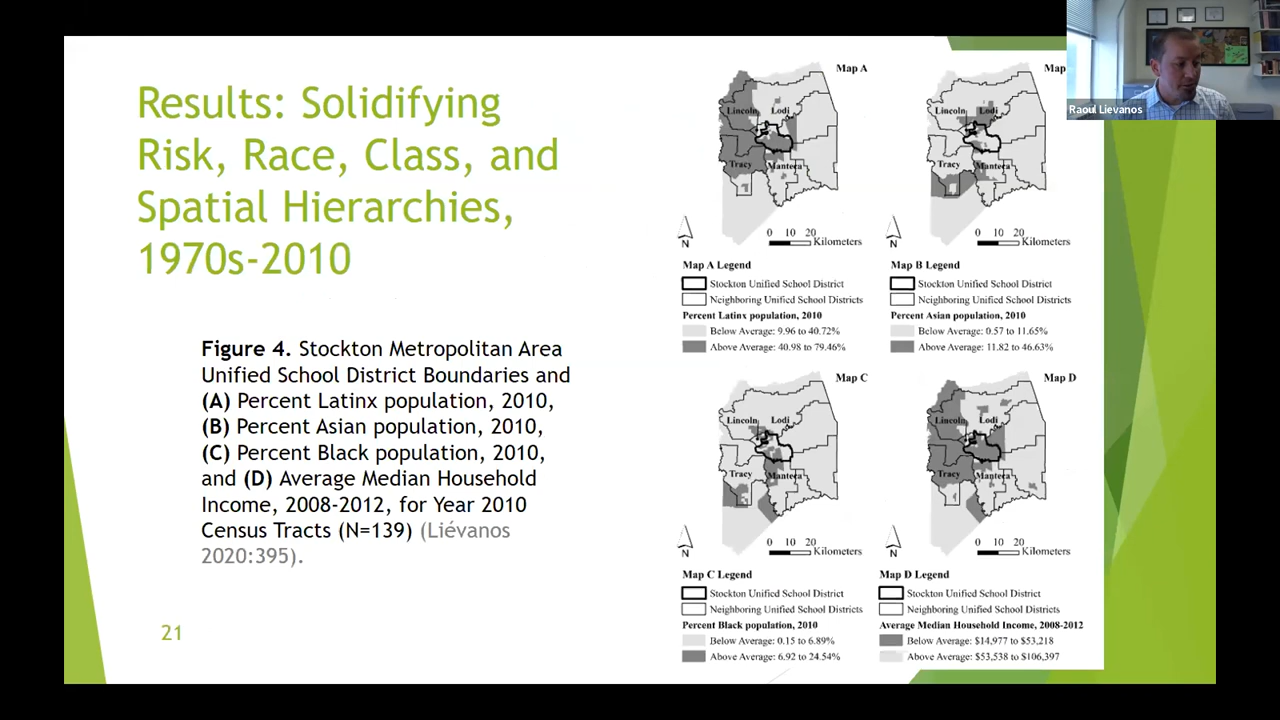 Results: Solidifying
Risk, Race, Class, and
Spatial Hierarchies,
1970s-2010
Figure 4. Stockton Metropolitan Area
Unified School District Boundaries and
(A) Percent Latinx population, 2010,
(B) Percent Asian population, 2010,
(C) Percent Black population, 2010,
and (D) Average Median Household
Income, 2008-2012, for Year 2010
Census Tracts (N=139) (Liévanos
2020:395).
21
Map A
Lincoln
Lodi
Tracy
Manteca
N
0 10 20
Kilometers
Map A Legend
Stockton Unified School District
Neighboring Unified School Districts
Percent Latinx population, 2010
Below Average: 9.96 to 40.72%
Above Average: 40.98 to 79.46%
Map
Lincoln
Lodi
Tracy
Manteca
N
0 10 20
Kilometers
Map B Legend
Stockton Unified School District
Neighboring Unified School Districts
Percent Asian population, 2010
Below Average: 0.57 to 11.65%
Above Average: 11.82 to 46.63%
Map C
Lincoln
Lodi
Tracy
Manteca
N
0 10 20
Kilometers
Map C Legend
Stockton Unified School District
Neighboring Unified School Districts
Percent Black population, 2010
Below Average: 0.15 to 6.89%
Above Average: 6.92 to 24.54%
Map D
Lincoln
Lodi
Tracy
Manteca
N
0 10 20
Kilometers
Map D Legend
Stockton Unified School District
Neighboring Unified School Districts
Average Median Household Income, 2008-2012
Below Average: $14,977 to $53,218
Above Average: $53,538 to $106,397
Raoul Lievanos